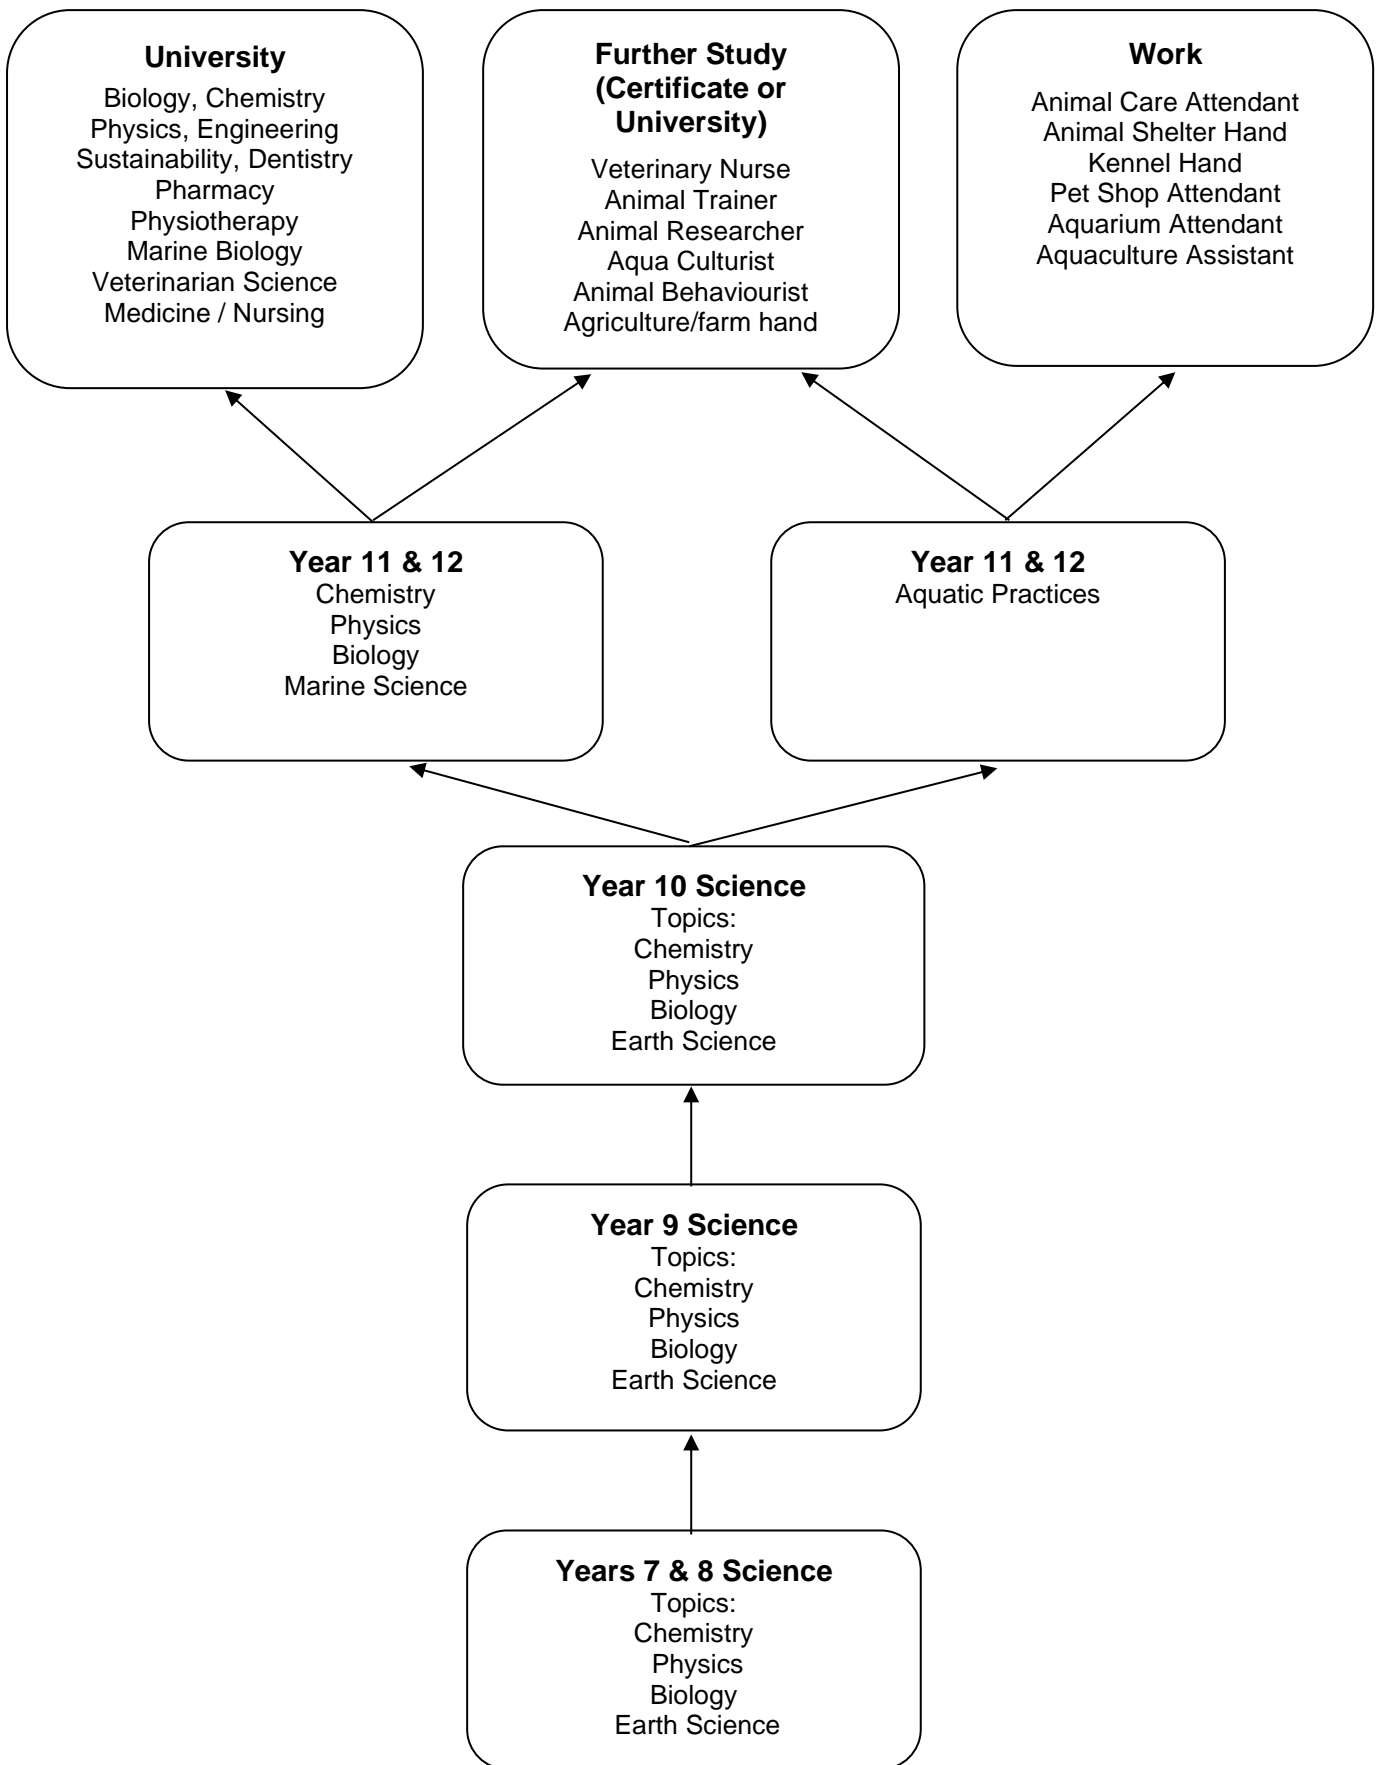 University
Biology, Chemistry
Physics, Engineering
Sustainability, Dentistry
Pharmacy
Physiotherapy
Marine Biology
Veterinarian Science
Medicine / Nursing
Further Study
(Certificate or
University)
Veterinary Nurse
Animal Trainer
Animal Researcher
Aqua Culturist
Animal Behaviourist
Agriculture/farm hand
Work
Animal Care Attendant
Animal Shelter Hand
Kennel Hand
Pet Shop Attendant
Aquarium Attendant
Aquaculture Assistant
Year 11 & 12
Chemistry
Physics
Biology
Marine Science
Year 11 & 12
Aquatic Practices
Year 10 Science
Topics:
Chemistry
Physics
Biology
Earth Science
Year 9 Science
Topics:
Chemistry
Physics
Biology
Earth Science
Years 7 & 8 Science
Topics:
Chemistry
Physics
Biology
Earth Science